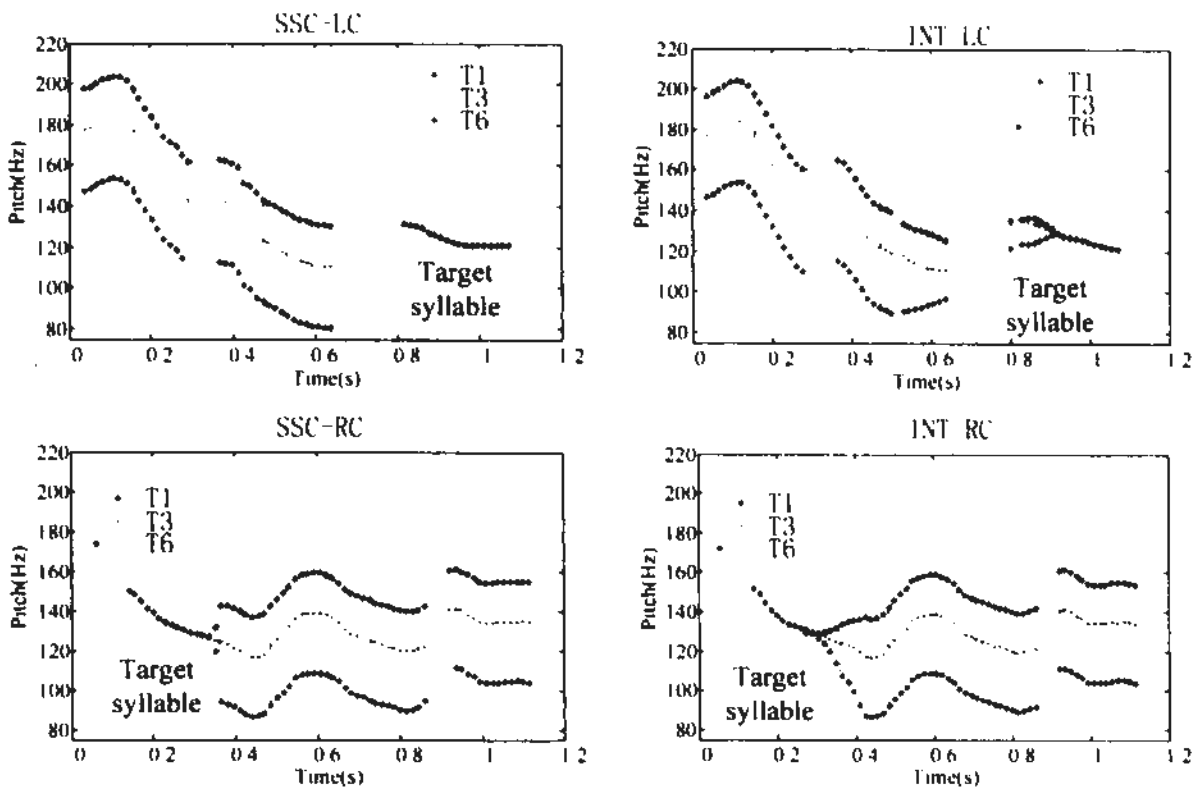 SSC-LC
220
200
180
160
140
120
100
80
Pitch(Hz)
T1
T3
T6
Target
syllable
0 0 2 0 4 0 6 0 8 1 1 2
Time(s)
INT LC
220
200
180
160
140
120
100
80
Pitch(Hz)
T1
T3
T6
Target
syllable
0 0 2 0 4 0 6 0 8 1 1 2
Time(s)
SSC-RC
220
200
180
160
140
120
100
80
Pitch(Hz)
T1
T3
T6
Target
syllable
0 0 2 0 4 0 6 0 8 1 1 2
Time(s)
INT RC
220
200
180
160
140
120
100
80
Pitch(Hz)
T1
T3
T6
Target
syllable
0 0 2 0 4 0 6 0 8 1 1 2
Time(s)